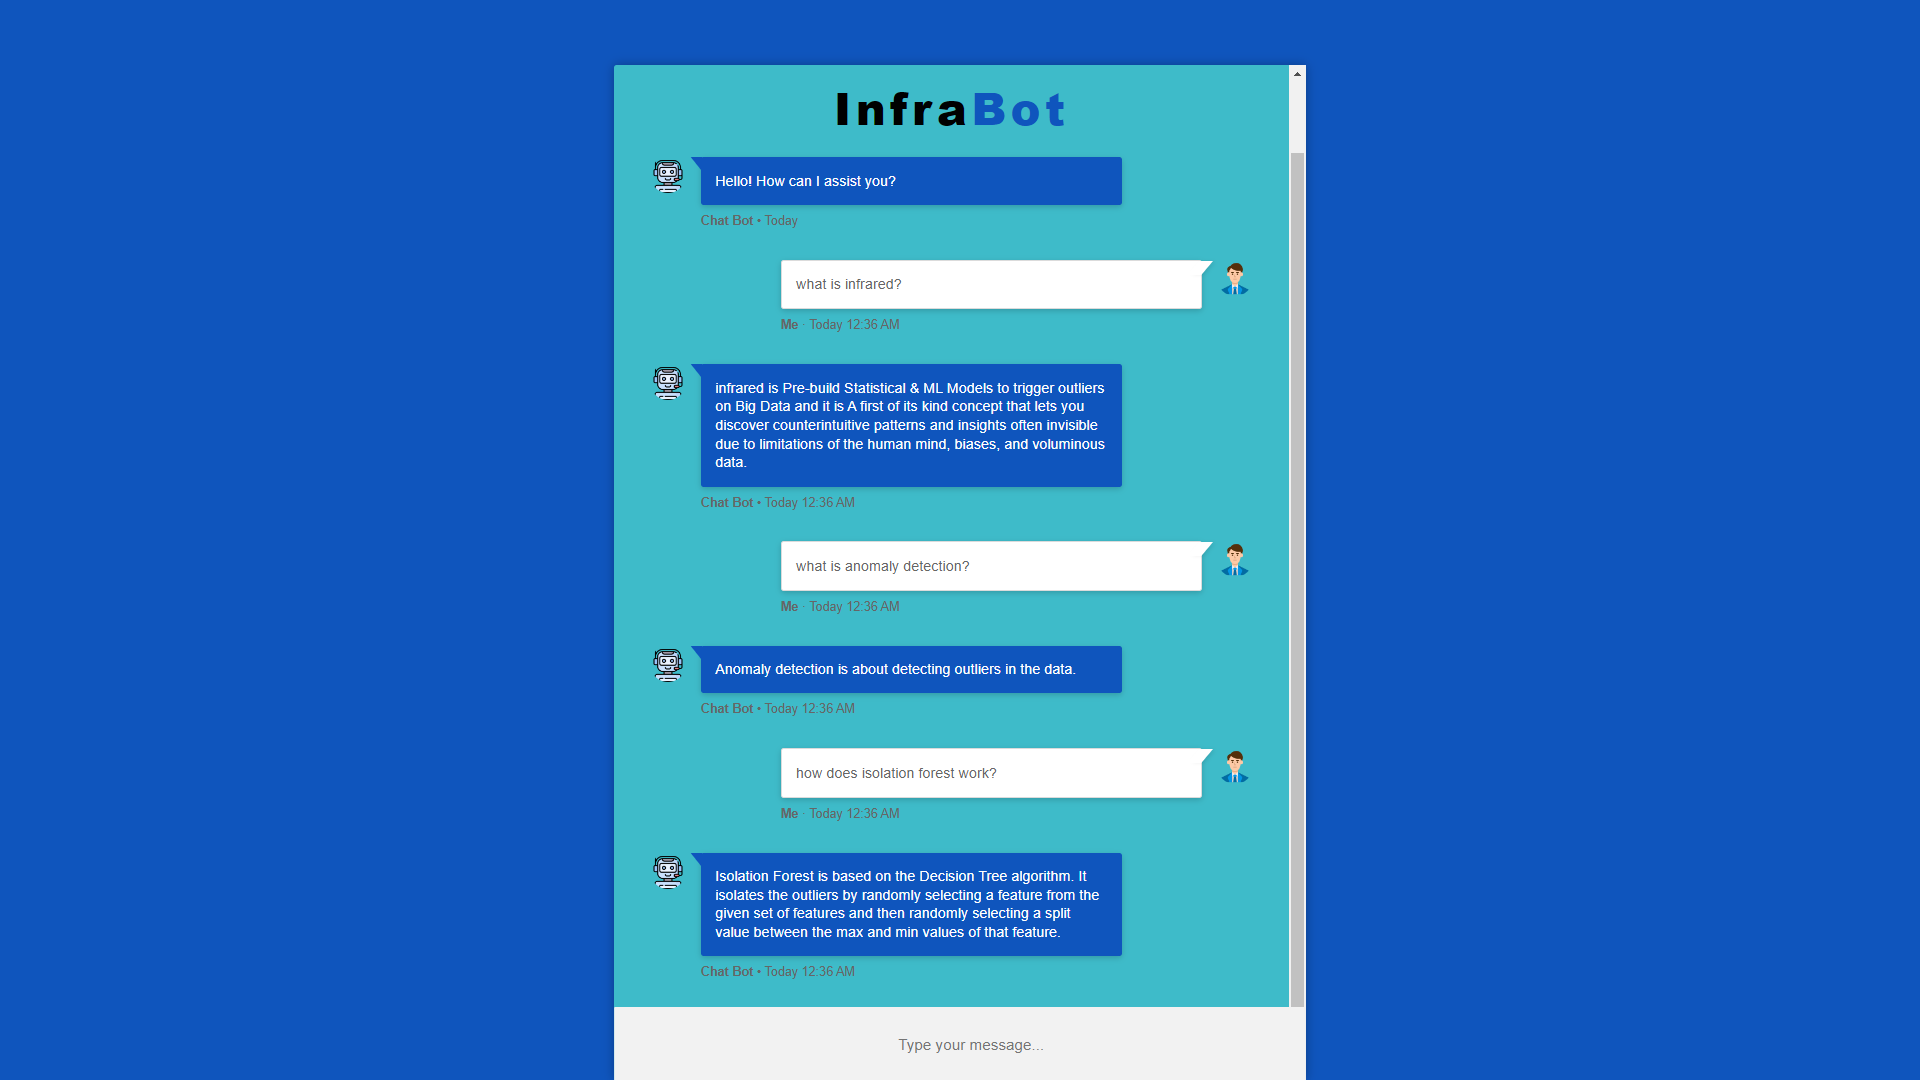 InfraBot
Hello! How can I assist you?
Chat Bot • Today
what is infrared?
Me · Today 12:36 AM
infrared is Pre-build Statistical & ML Models to trigger outliers
on Big Data and it is A first of its kind concept that lets you
discover counterintuitive patterns and insights often invisible
due to limitations of the human mind, biases, and voluminous
data.
Chat Bot • Today 12:36 AM
what is anomaly detection?
Me · Today 12:36 AM
Anomaly detection is about detecting outliers in the data.
Chat Bot • Today 12:36 AM
how does isolation forest work?
Me · Today 12:36 AM
Isolation Forest is based on the Decision Tree algorithm. It
isolates the outliers by randomly selecting a feature from the
given set of features and then randomly selecting a split
value between the max and min values of that feature.
Chat Bot • Today 12:36 AM
Type your message...